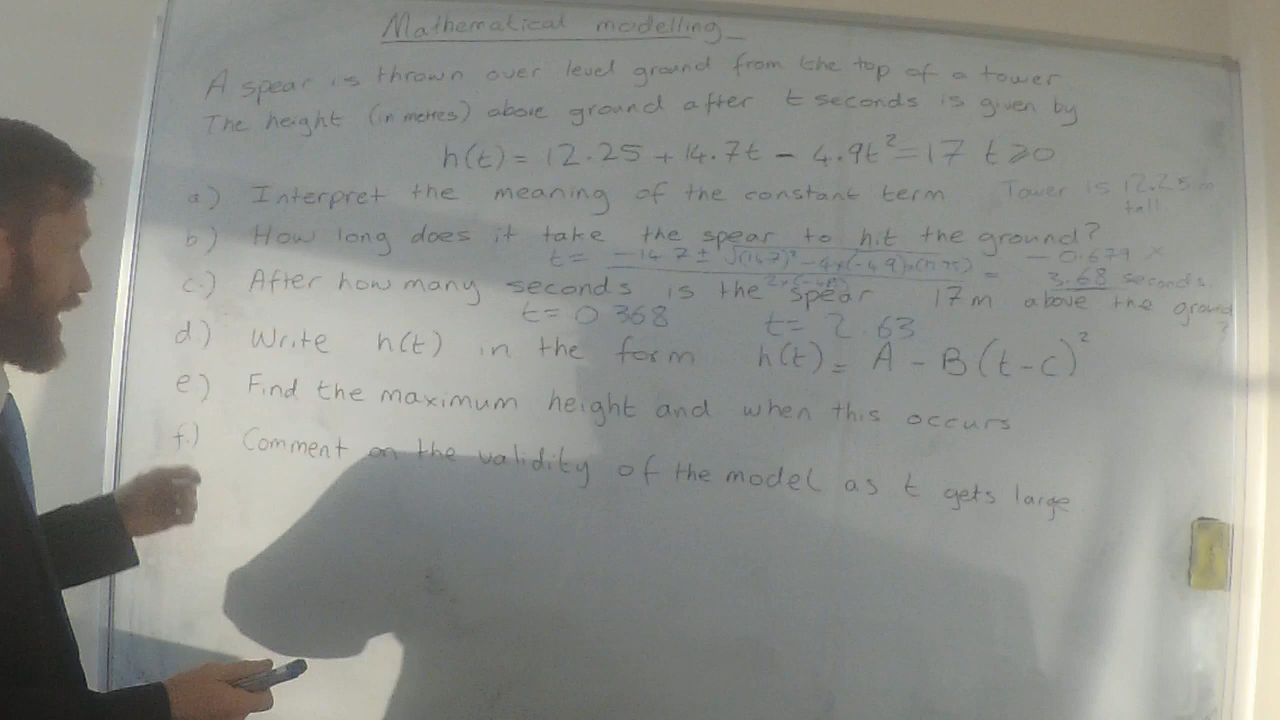 Mathematical modelling
A spear is thrown over level ground from the top of a tower
The height (in metres) above ground after t seconds is given by
h(t) = 12.25 + 14.7t - 4.9t² = 17 t ⩾ 0
a) Interpret the meaning of the constant term Tower is 12.25m
tall
b) How long does it take the spear to hit the ground?
t = -14.7 ± √(14.7)² - 4×(-4.9)×(12.25) = - 0.679 ×
2×(-4.9) 3.68 seconds
c.) After how many seconds is the spear 17m above the ground
?
t = 0.368 t = 2.63
d.) Write h(t) in the form h(t) = A - B(t-c)²
e) Find the maximum height and when this occurs
f.) Comment on the validity of the model as t gets large